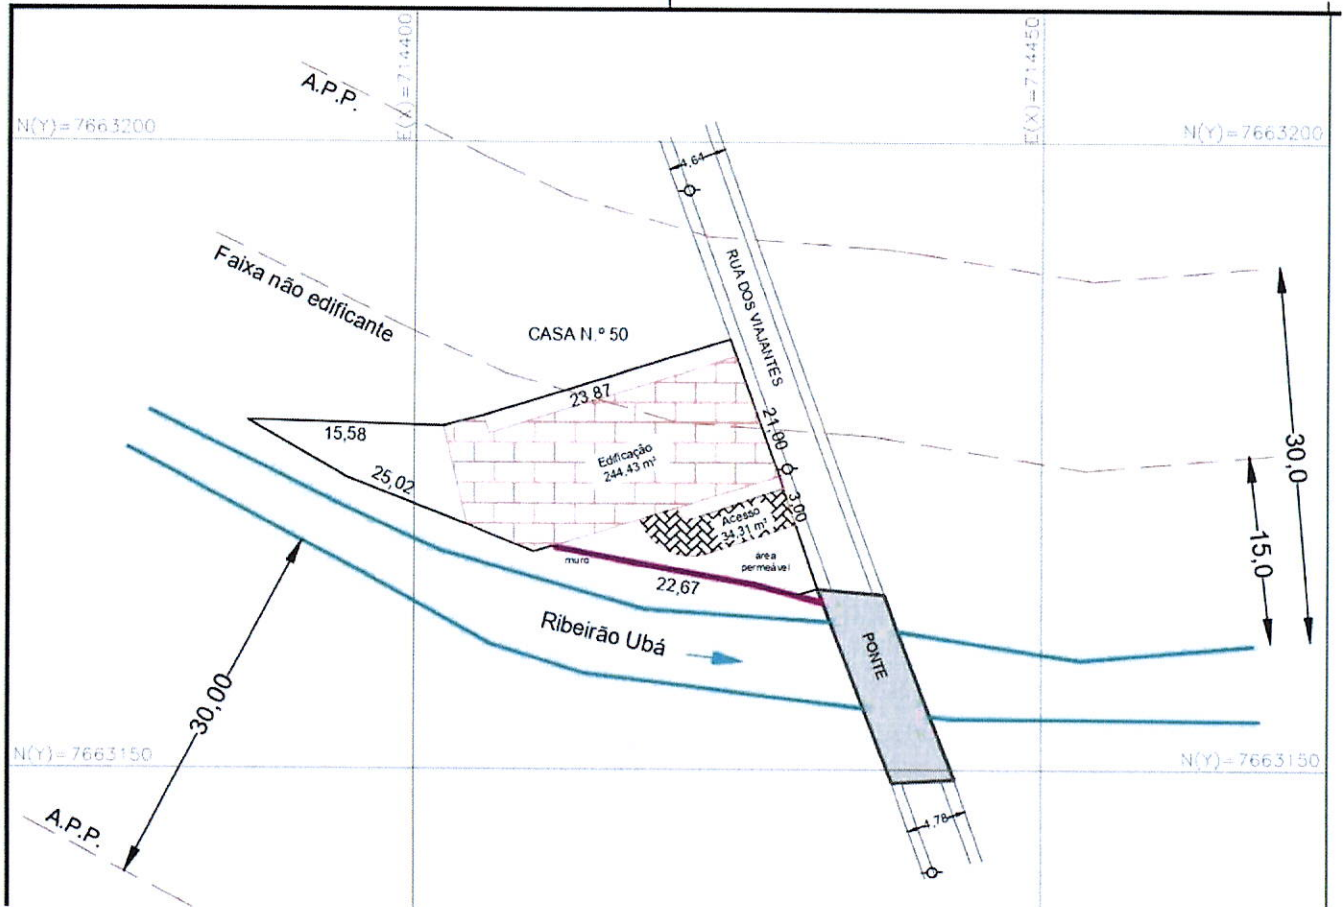 E(X)=714400
E(X)=714450
A.P.P.
N(Y)=7663200
N(Y)=7663200
4,64
Faixa não edificante
RUA DOS VIAJANTES
CASA N.º 50
23,87
21,00
15,58
Edificação
244.43 m²
25,02
30,0
3,00
Acesso
34,31 m²
15,0
muro
área
permeável
22,67
Ribeirão Ubá
PONTE
30,00
N(Y)=7663150
N(Y)=7663150
A.P.P.
4,78